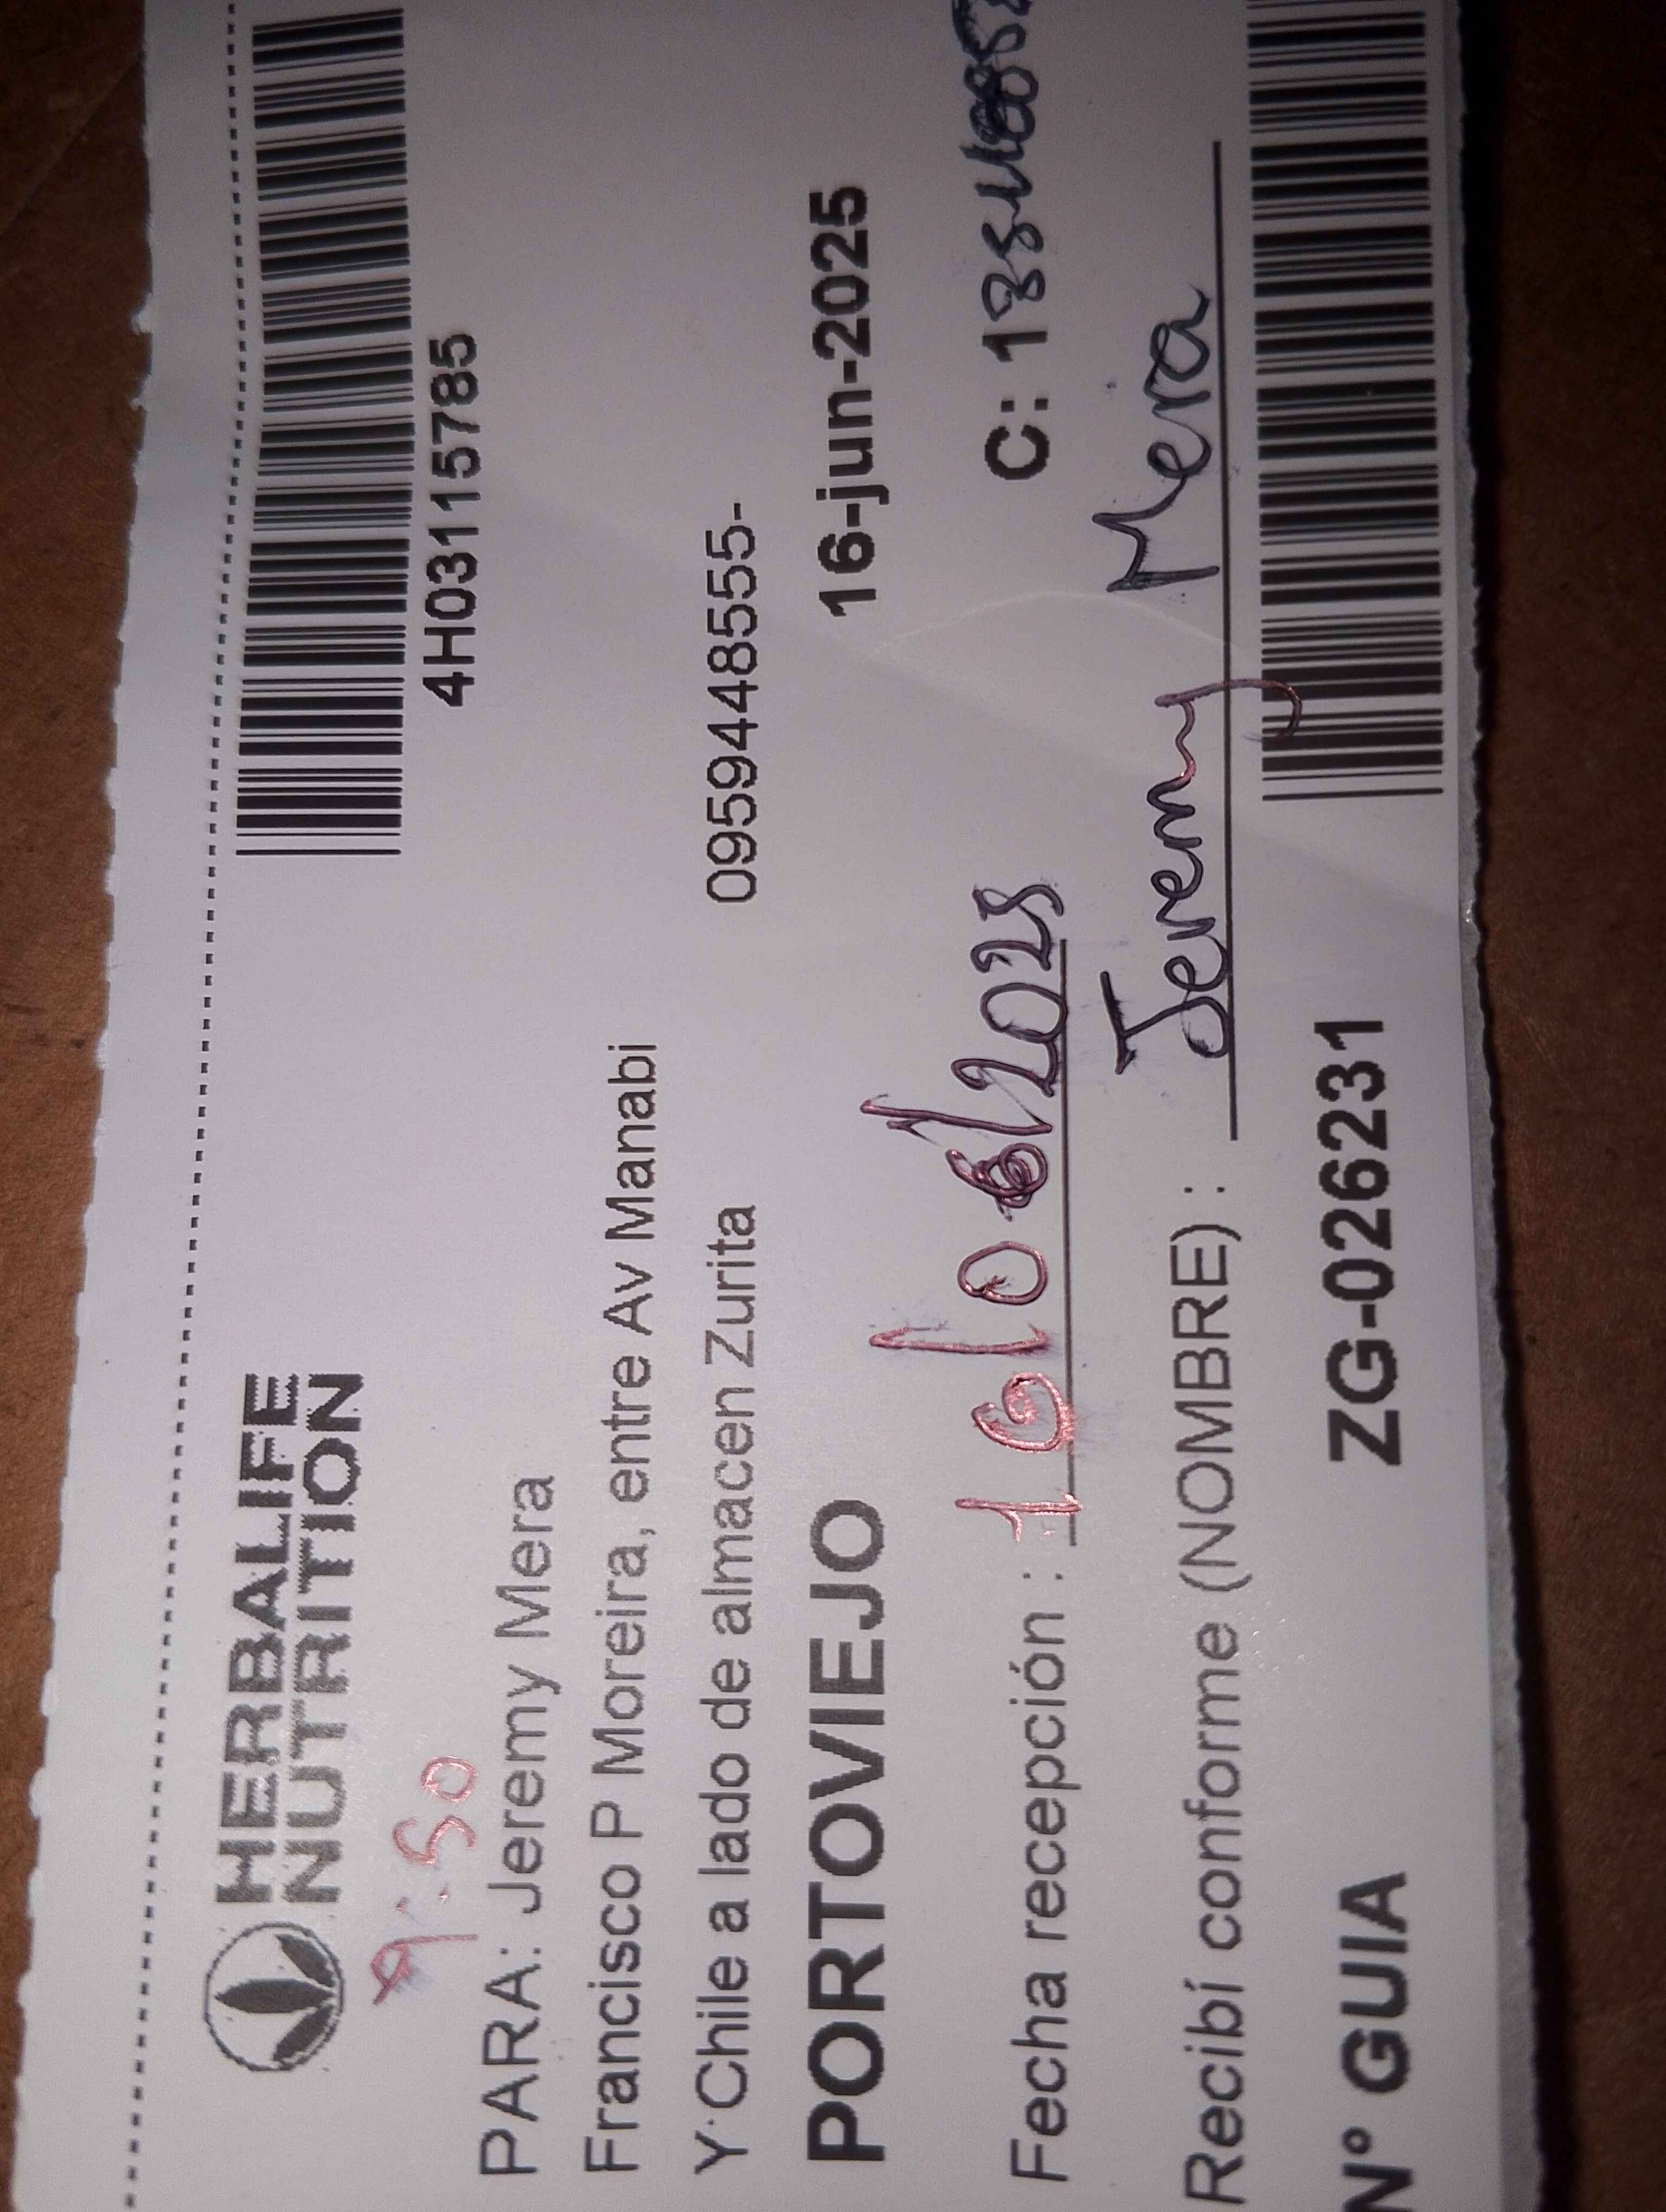 HERBALIFE
NUTRITION
4H03115785
9:50
PARA: Jeremy Mera
Francisco P Moreira, entre Av Manabi
Y Chile a lado de almacen Zurita 0959448555-
PORTOVIEJO 16-jun-2025
Fecha recepción : 16/06/2025 C:
Recibí conforme (NOMBRE) : Jeremy Mera
N° GUIA ZG-026231